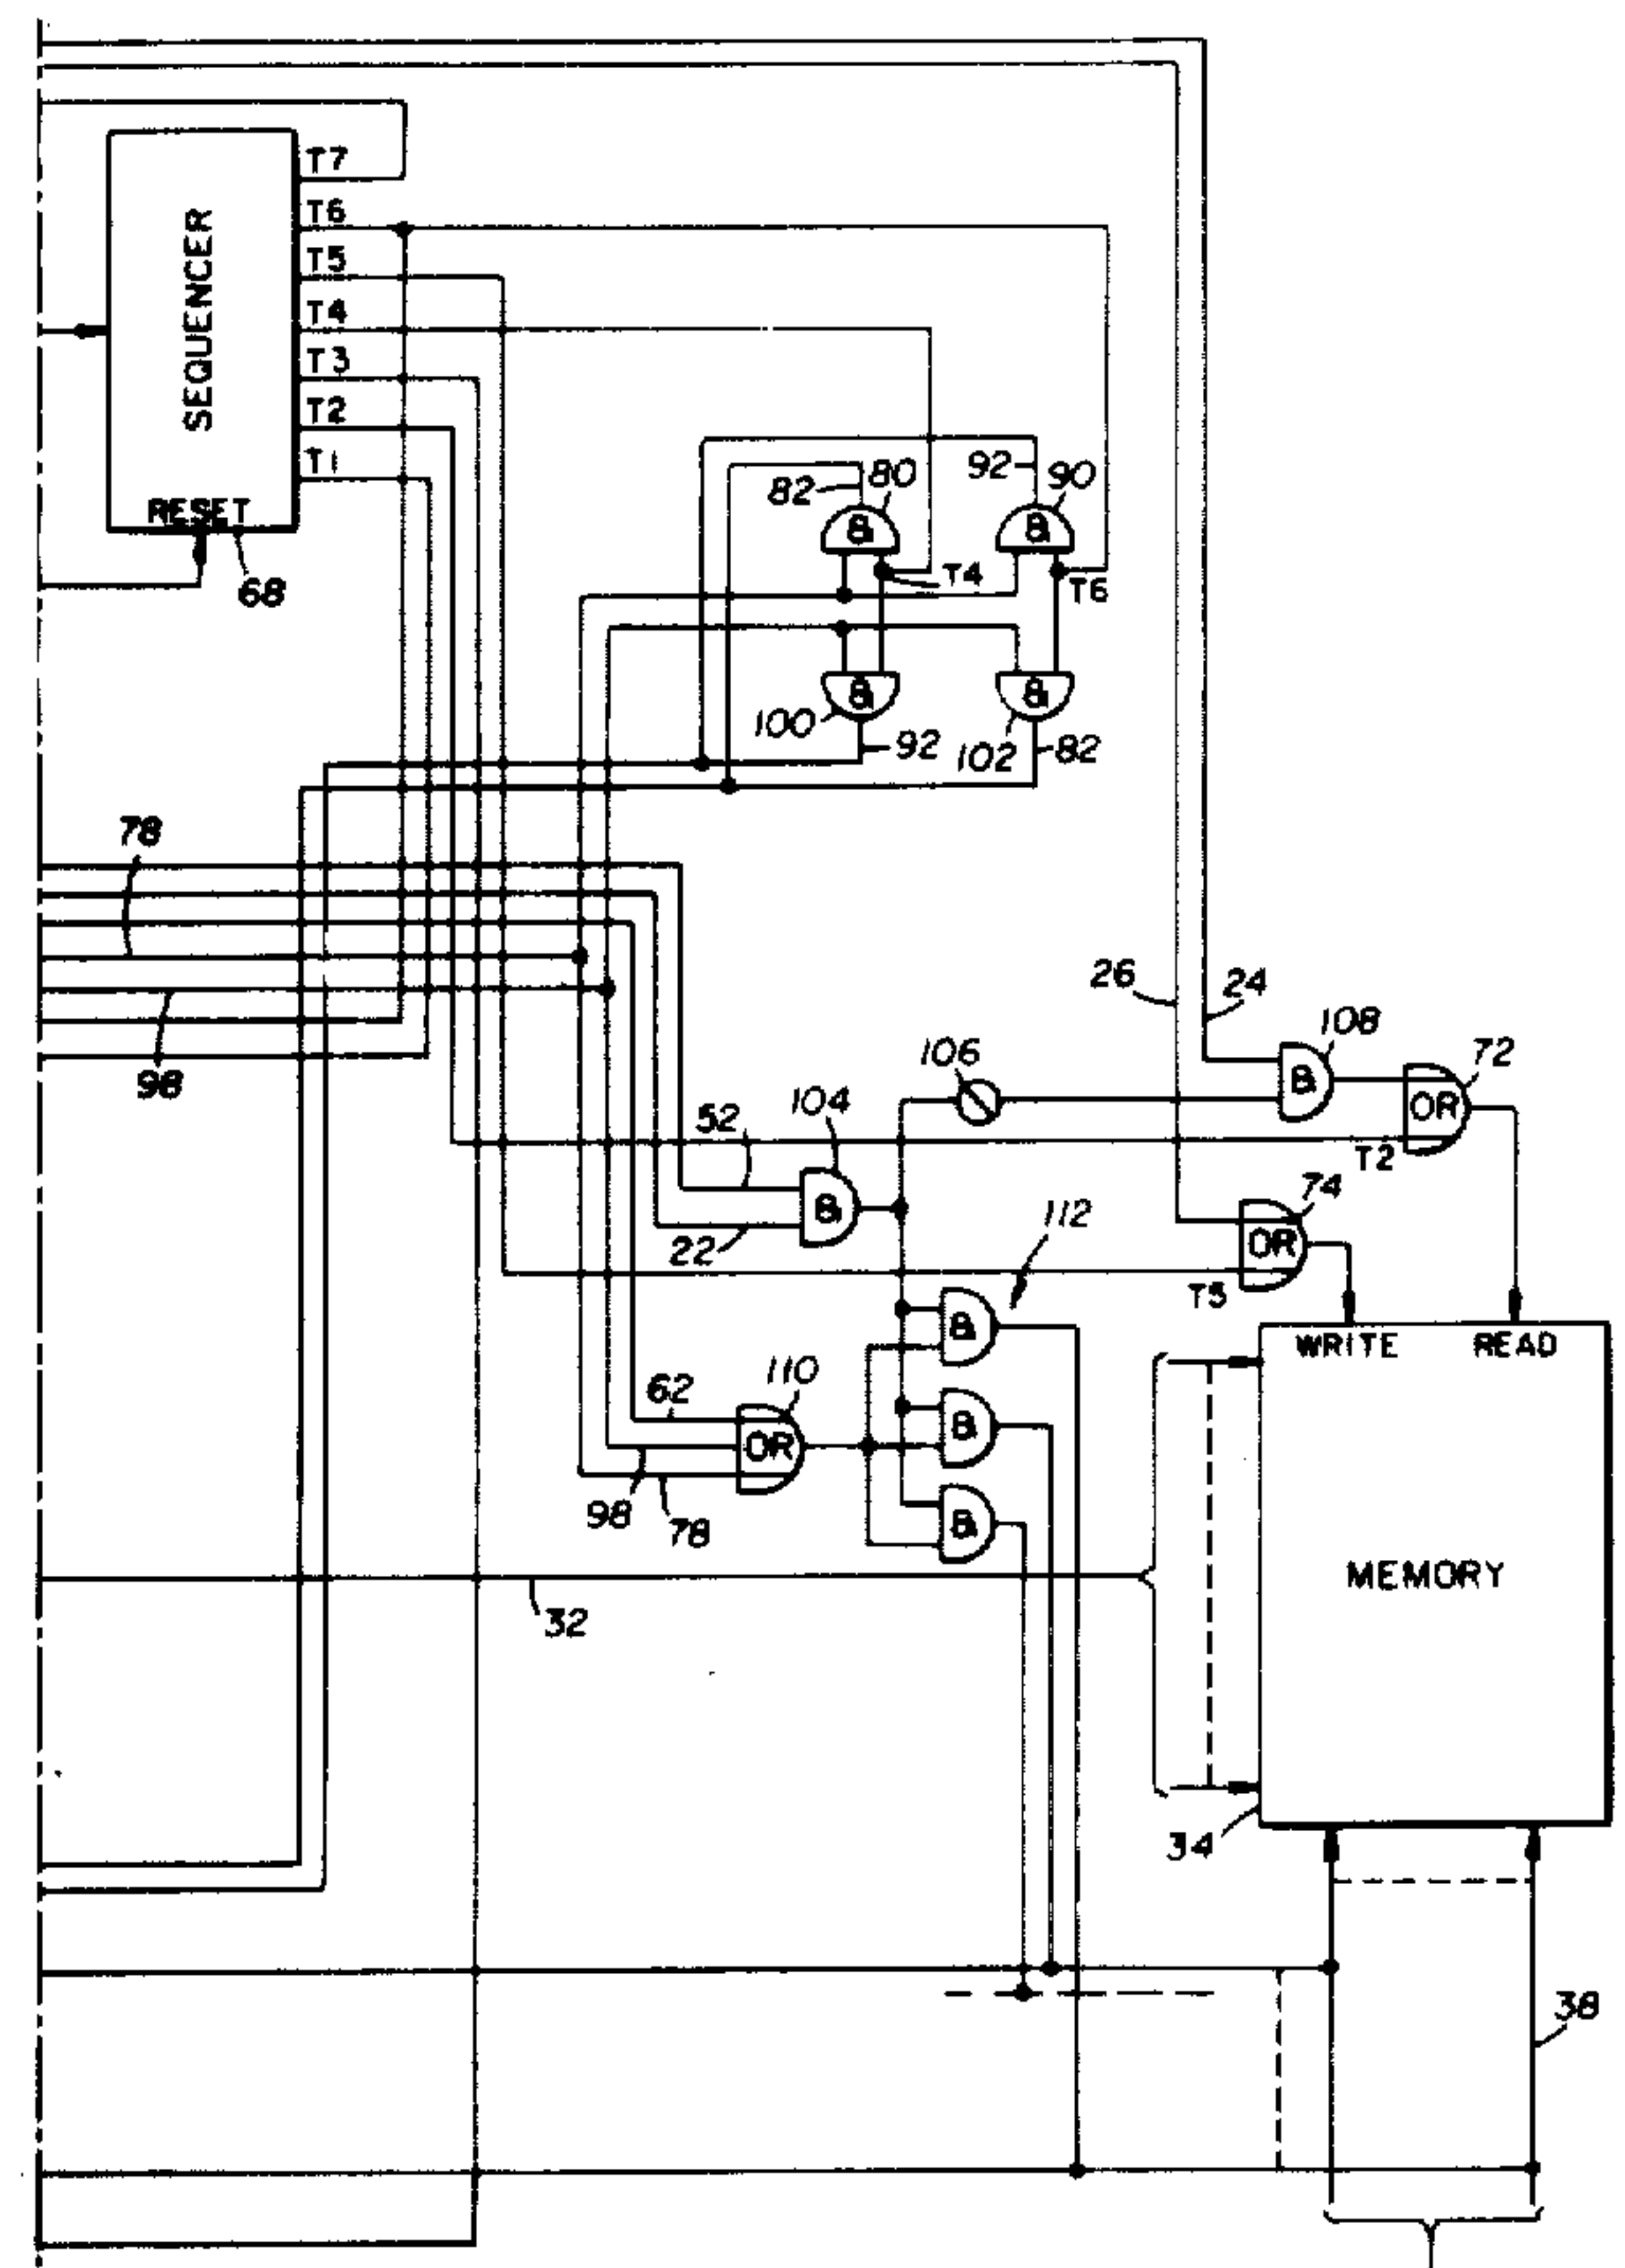 T7
T6
T5
T4
T3
T2
T1
SEQUENCER
RESET
68
82
80
92
90
&
&
T4
T6
&
&
100
92
102
82
78
98
26
24
108
106
&
72
OR
104
52
T2
&
22
74
OR
T5
112
&
WRITE
READ
110
62
OR
&
98
78
&
MEMORY
32
34
38